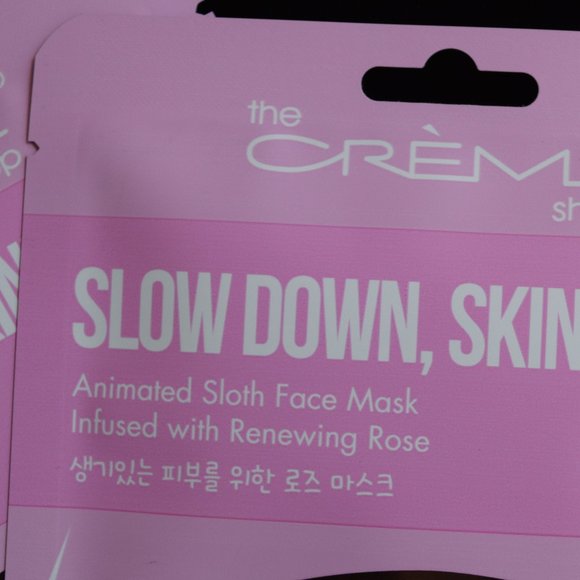 the
CRÈM
sh
SLOW DOWN, SKIN
Animated Sloth Face Mask
Infused with Renewing Rose
생기있는 피부를 위한 로즈 마스크